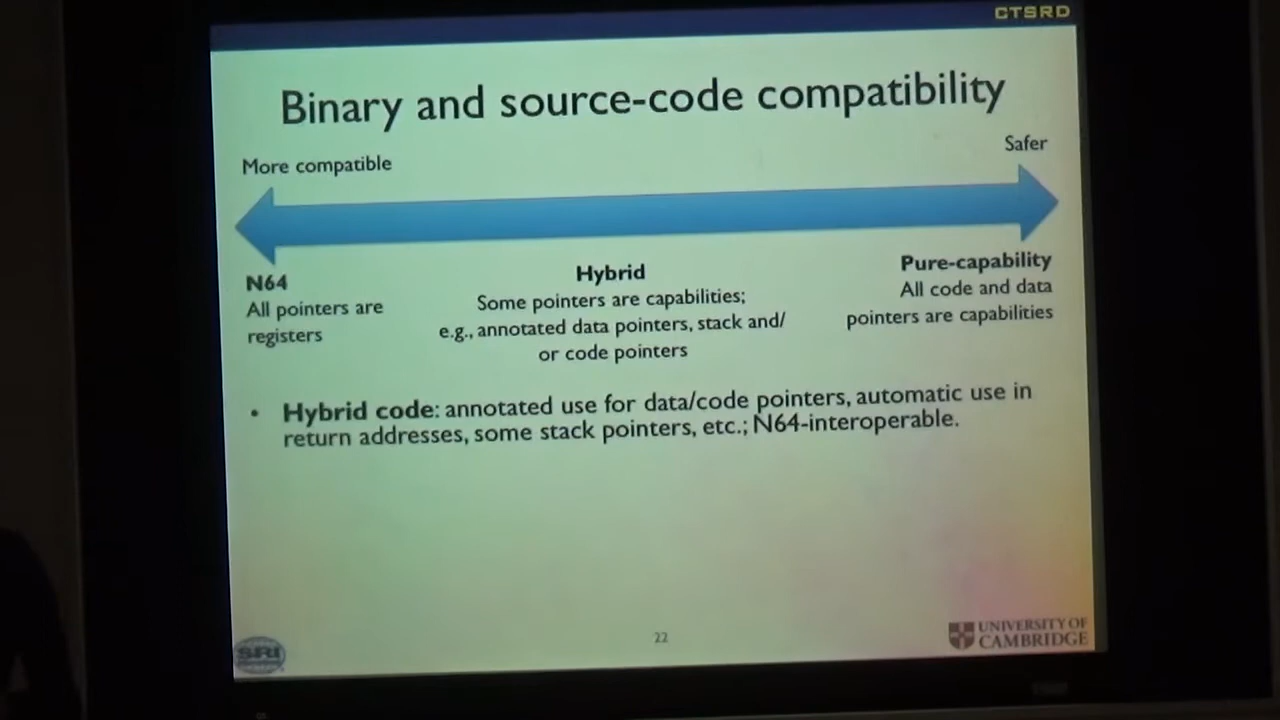 CTSRD
Binary and source-code compatibility
More compatible
Safer
N64
All pointers are
registers
Hybrid
Some pointers are capabilities;
e.g., annotated data pointers, stack and/
or code pointers
Pure-capability
All code and data
pointers are capabilities
• Hybrid code: annotated use for data/code pointers, automatic use in
return addresses, some stack pointers, etc.; N64-interoperable.
SRI
22
UNIVERSITY OF
CAMBRIDGE